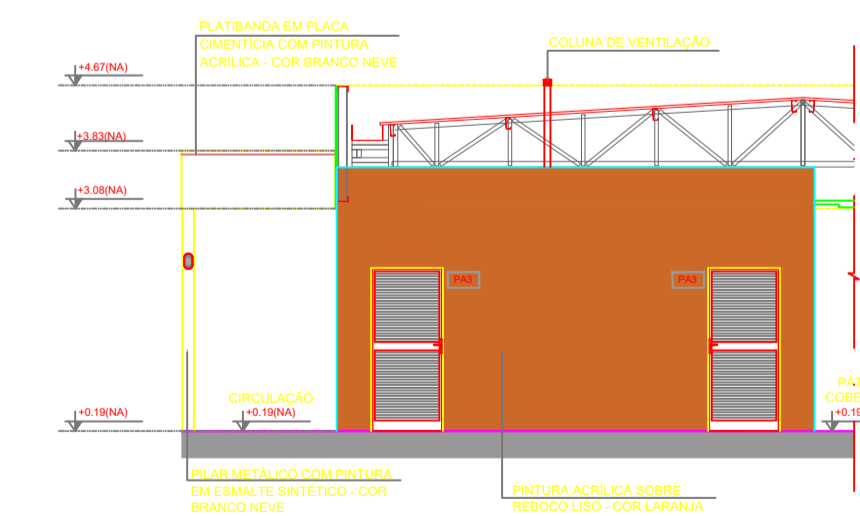 PLATIBANDA EM PLACA
CIMENTÍCIA COM PINTURA
ACRÍLICA - COR BRANCO NEVE
COLUNA DE VENTILAÇÃO
+4.67(NA)
+3.83(NA)
+3.08(NA)
PA3
PA3
CIRCULAÇÃO
+0.19(NA)
+0.19(NA)
+0.19
PILAR METÁLICO COM PINTURA
EM ESMALTE SINTÉTICO - COR
BRANCO NEVE
PINTURA ACRÍLICA SOBRE
REBOCO LISO - COR LARANJA